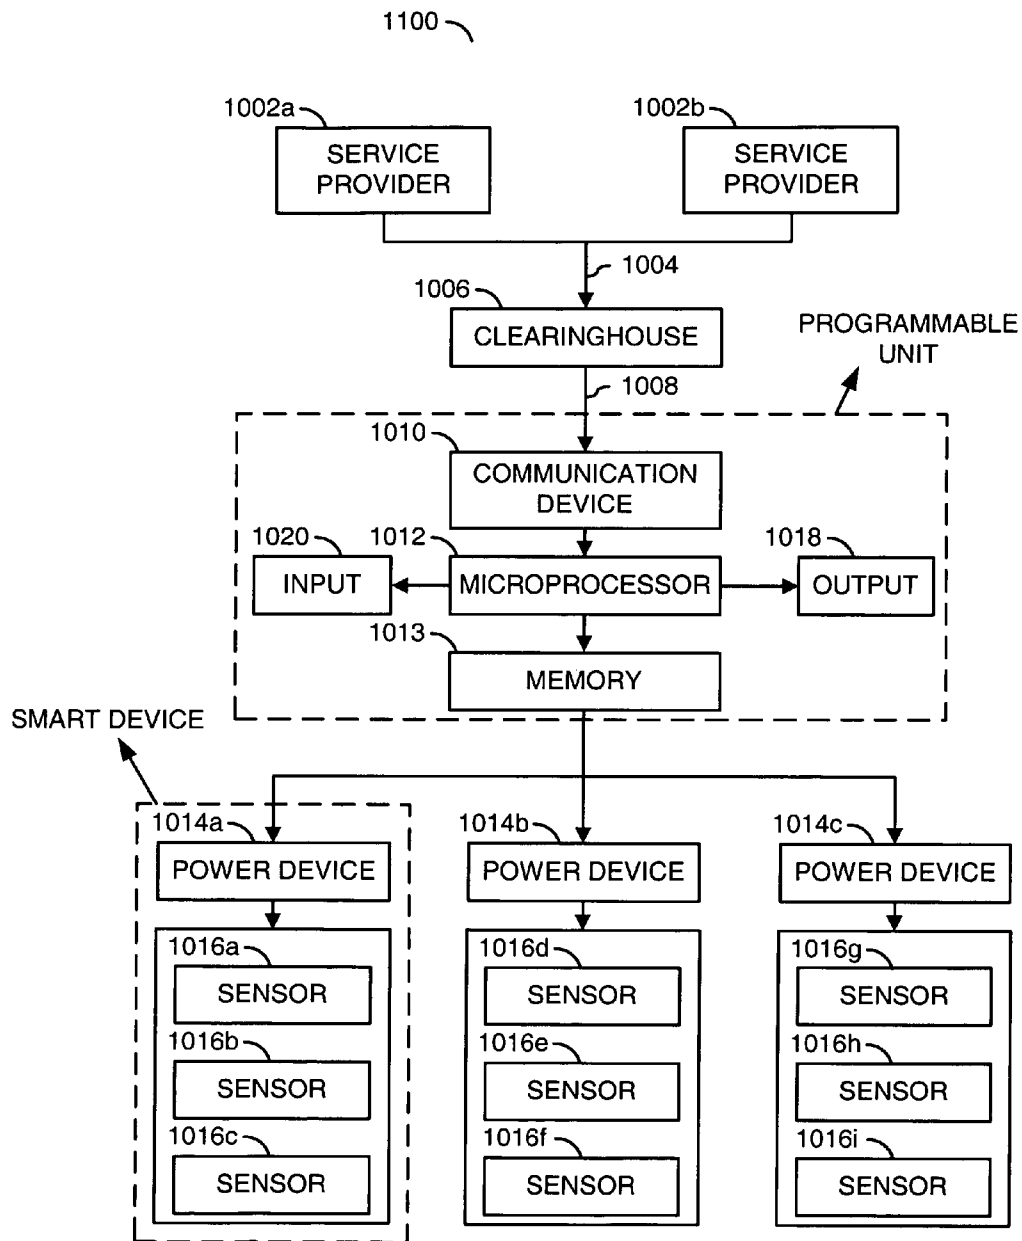 1100
1002a
1002b
SERVICE
PROVIDER
SERVICE
PROVIDER
1004
1006
CLEARINGHOUSE
PROGRAMMABLE
UNIT
1008
1010
COMMUNICATION
DEVICE
1020
1012
1018
INPUT
MICROPROCESSOR
OUTPUT
1013
MEMORY
SMART DEVICE
1014a
1014b
1014c
POWER DEVICE
POWER DEVICE
POWER DEVICE
1016a
1016d
1016g
SENSOR
SENSOR
SENSOR
1016b
1016e
1016h
SENSOR
SENSOR
SENSOR
1016c
1016f
1016i
SENSOR
SENSOR
SENSOR